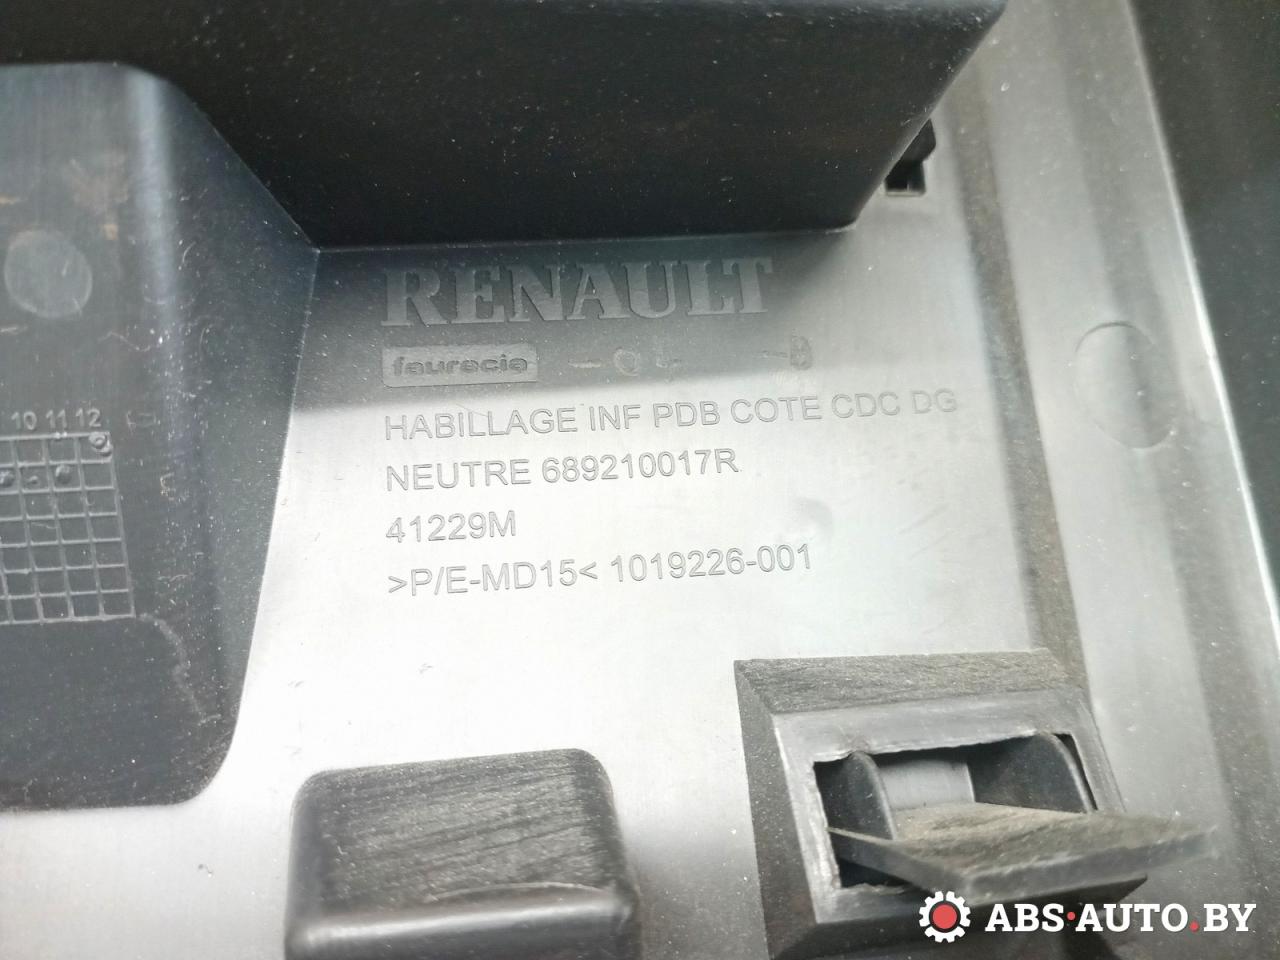 RENAULT
faurecia -04 -B
HABILLAGE INF PDB COTE CDC DG
NEUTRE 689210017R
41229M
>P/E-MD15< 1019226-001
10 11 12
ABS·AUTO.BY